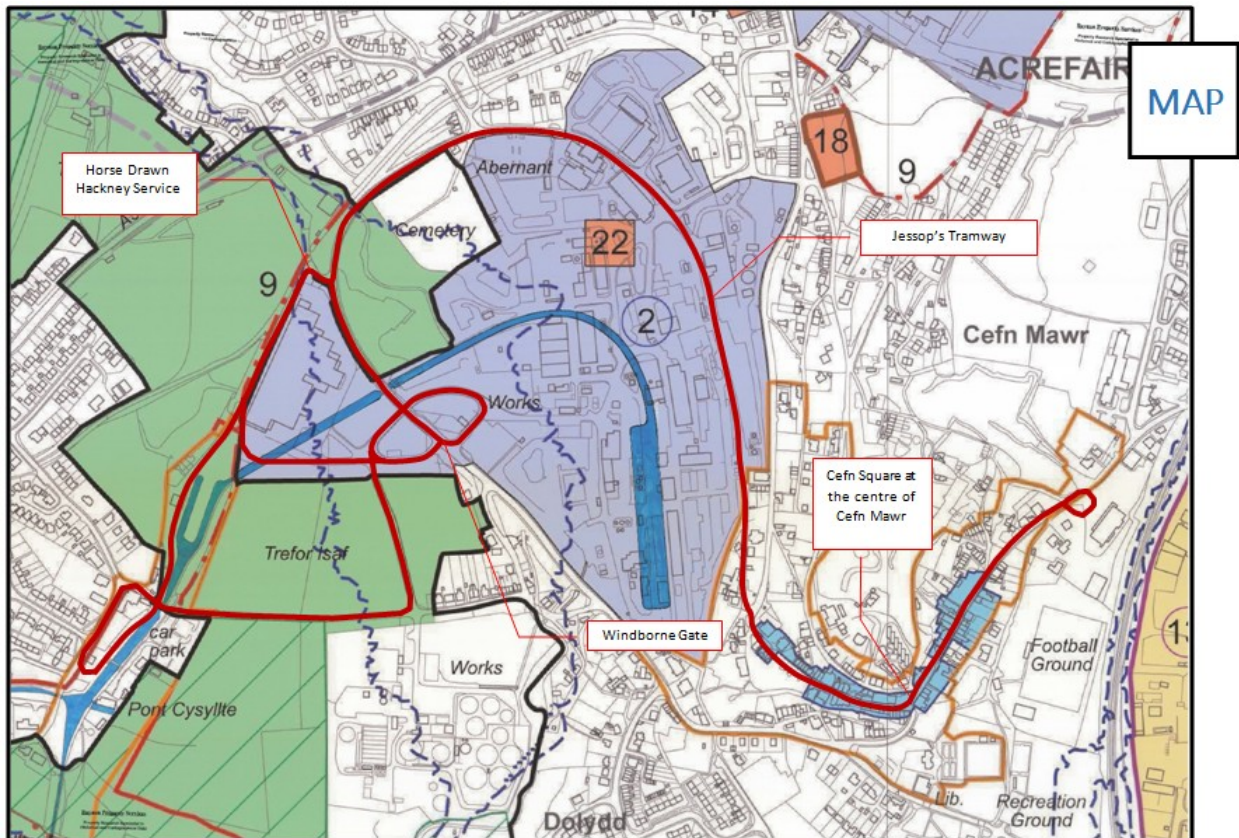 ACREFAIR
MAP
18
9
Horse Drawn
Hackney Service
Abernant
Cemetery
22
Jessop's Tramway
9
2
Cefn Mawr
Works
Cefn Square at
the centre of
Cefn Mawr
Trefor Isaf
Windborne Gate
car
park
Works
Football
Ground
Pont Cysyllte
Lib.
Recreation
Ground
Dolydd